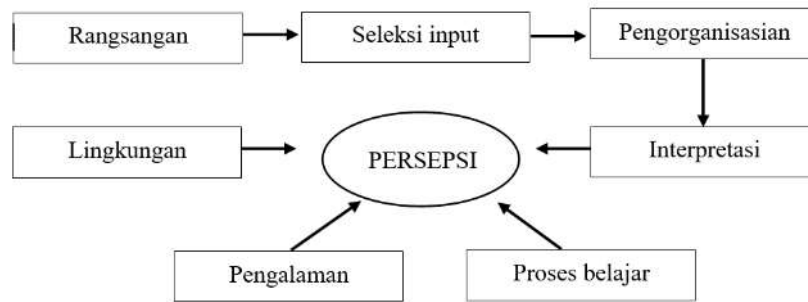 Rangsangan
Seleksi input
Pengorganisasian
Lingkungan
PERSEPSI
Interpretasi
Pengalaman
Proses belajar